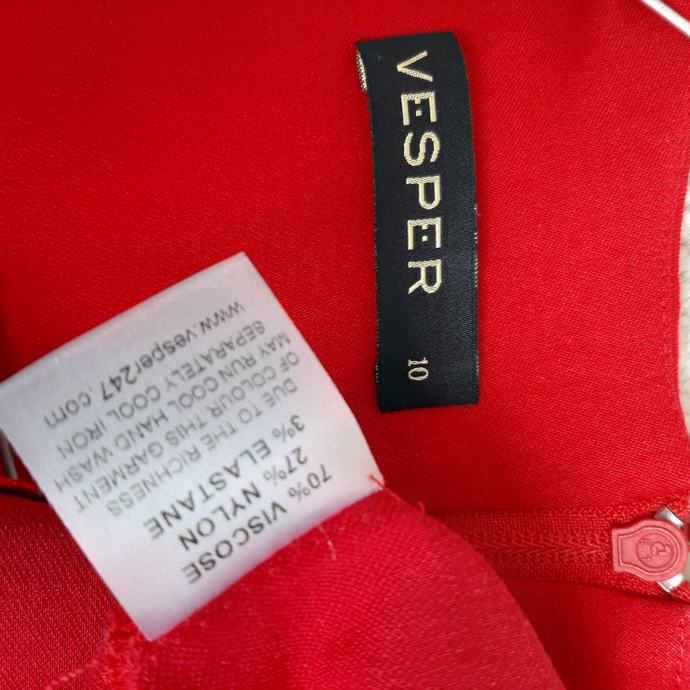 VESPER
10
70% VISCOSE
27% NYLON
3% ELASTANE
DUE TO THE RICHNESS
OF COLOUR THIS GARMENT
MAY RUN COOL HAND WASH
SEPARATELY COOL IRON
www.vesper247.com